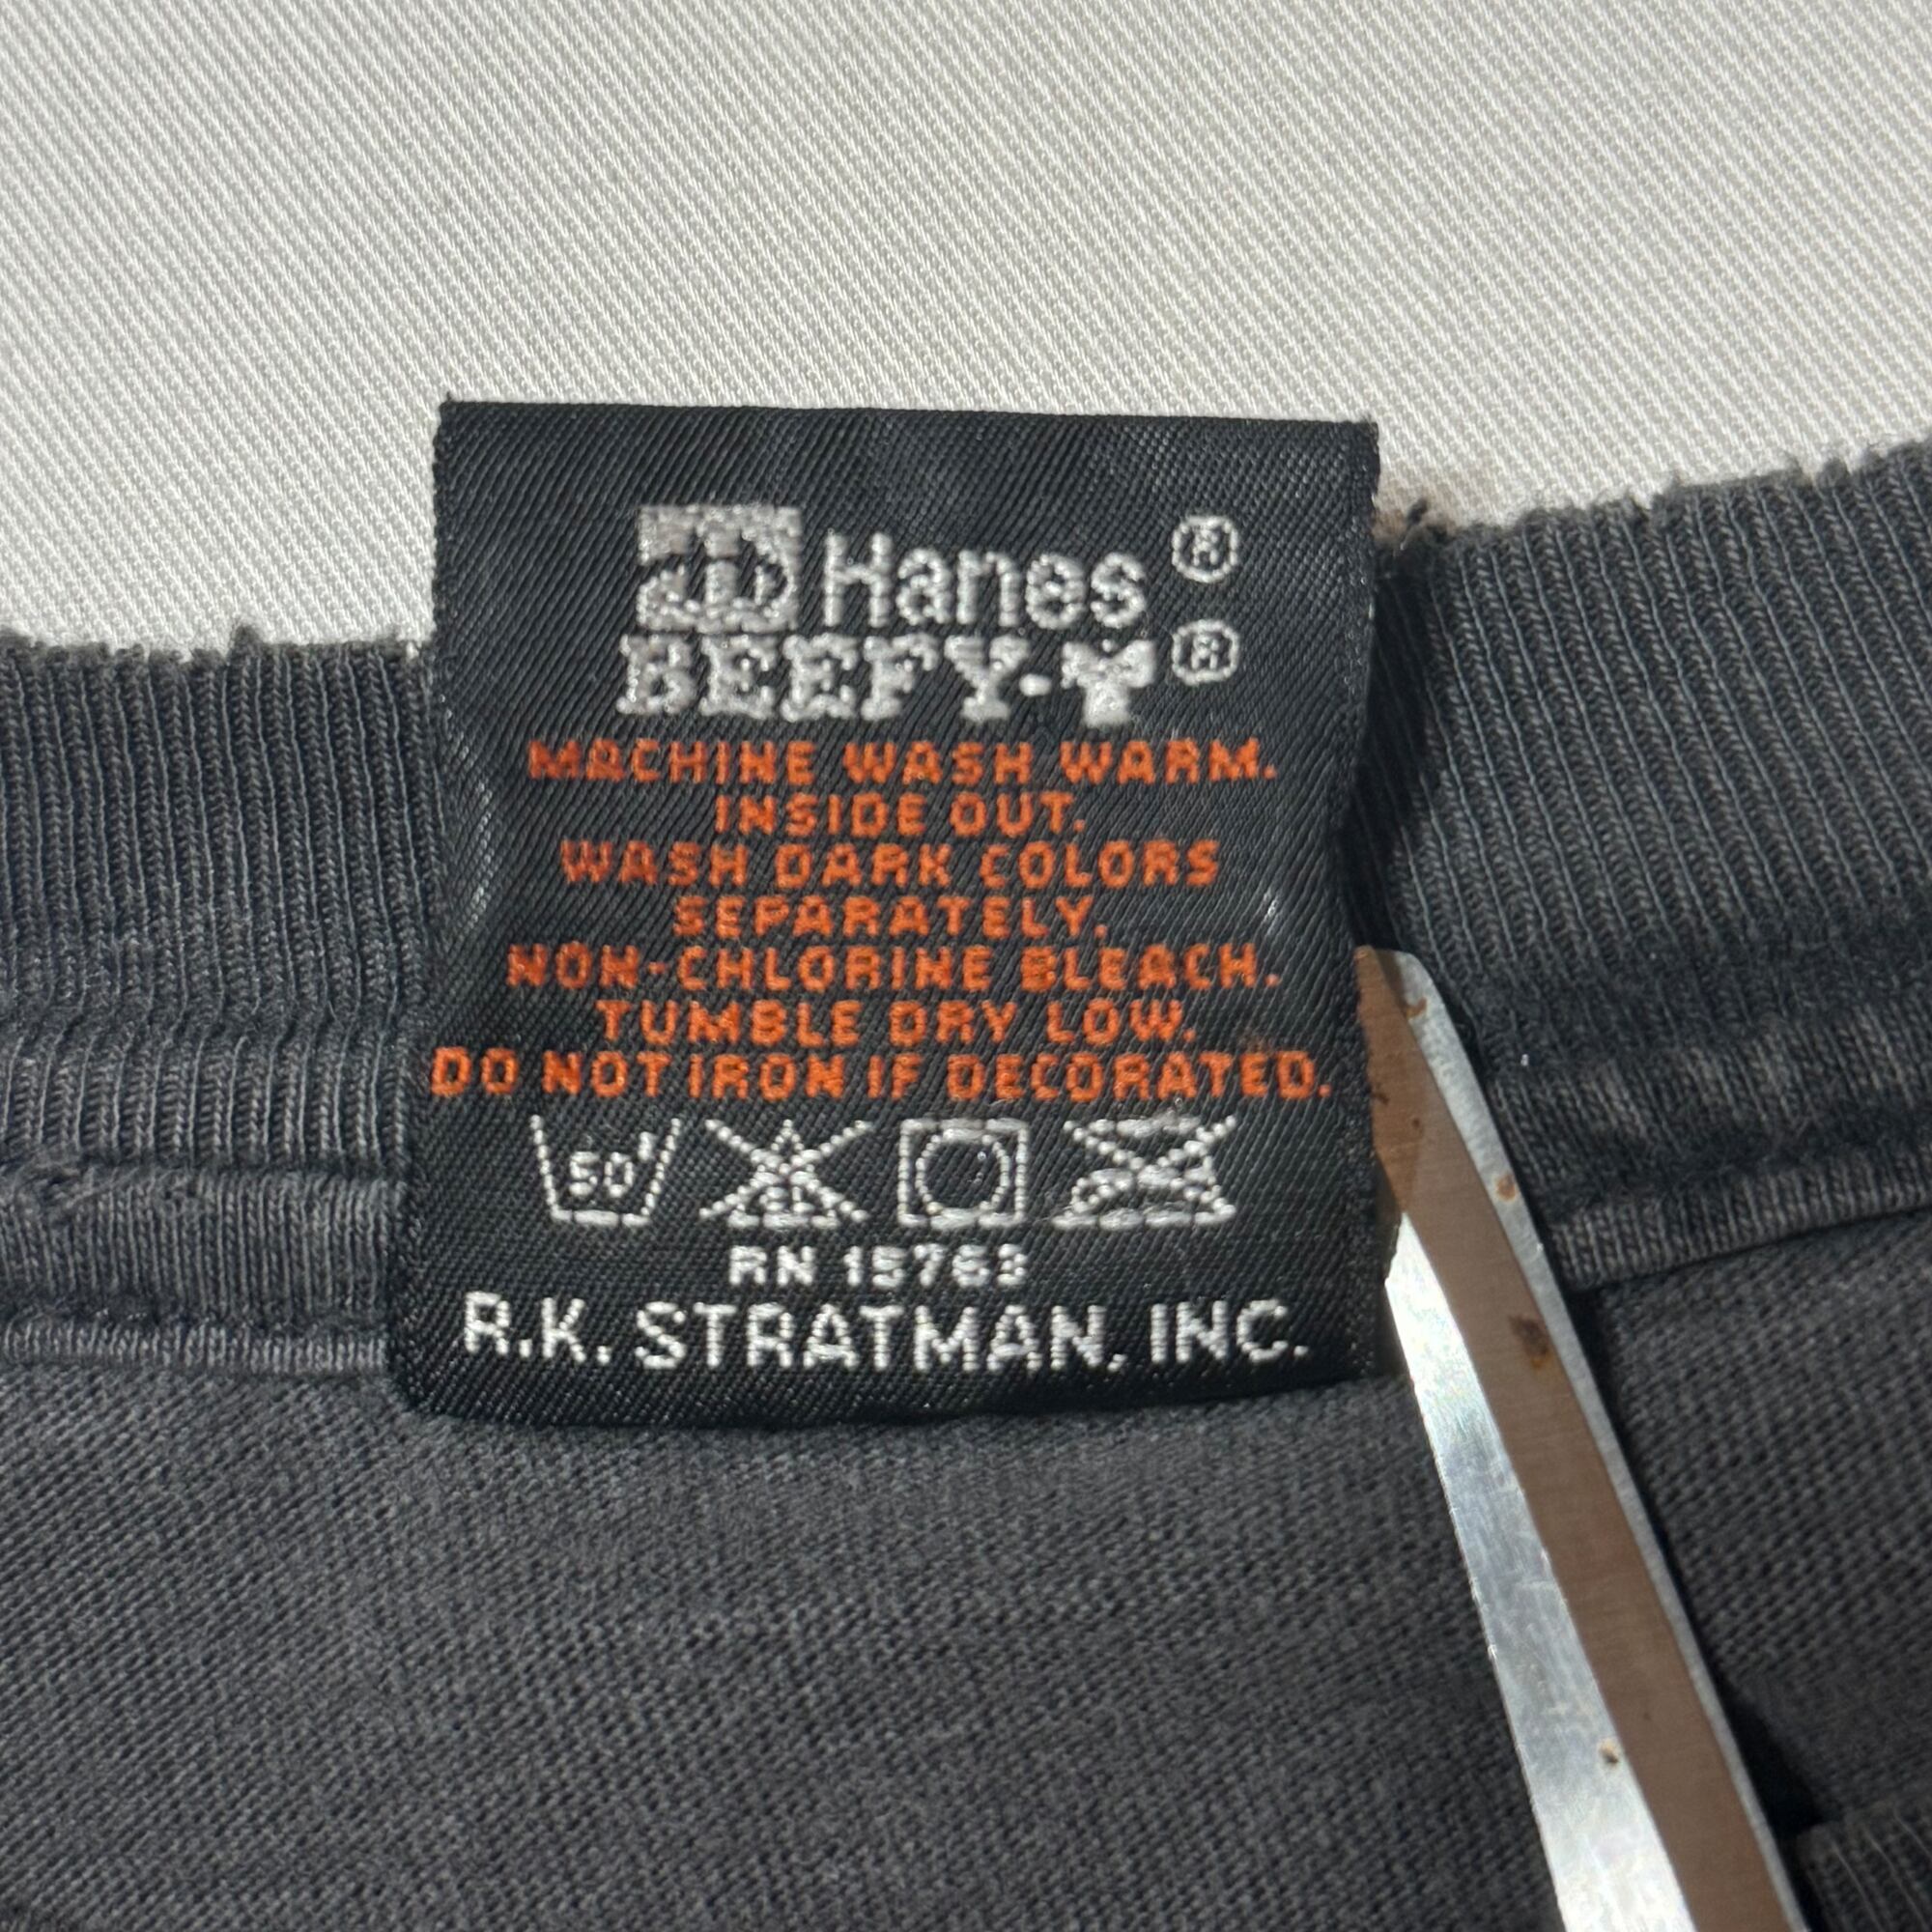 Hanes ®
BEEFY-T ®
MACHINE WASH WARM.
INSIDE OUT.
WASH DARK COLORS
SEPARATELY.
NON-CHLORINE BLEACH.
TUMBLE DRY LOW.
DO NOT IRON IF DECORATED.
50° CL
RN 15763
R.K. STRATMAN, INC.